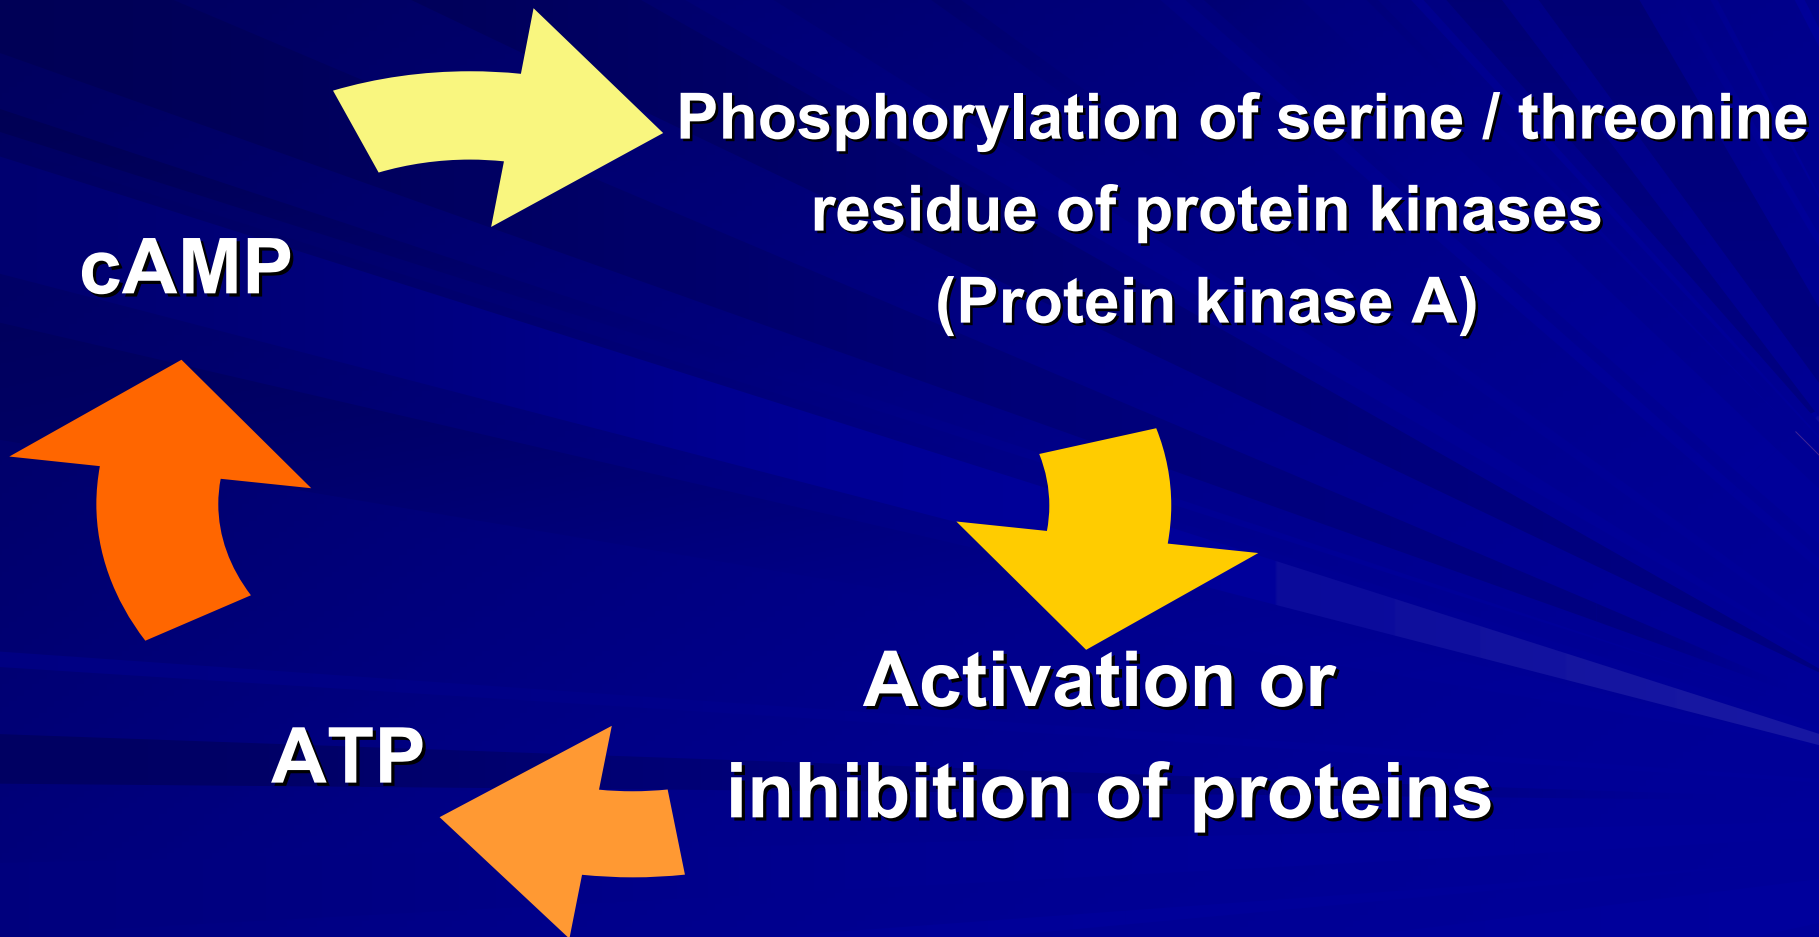 Phosphorylation of serine / threonine
residue of protein kinases
(Protein kinase A)
cAMP
Activation or
inhibition of proteins
ATP